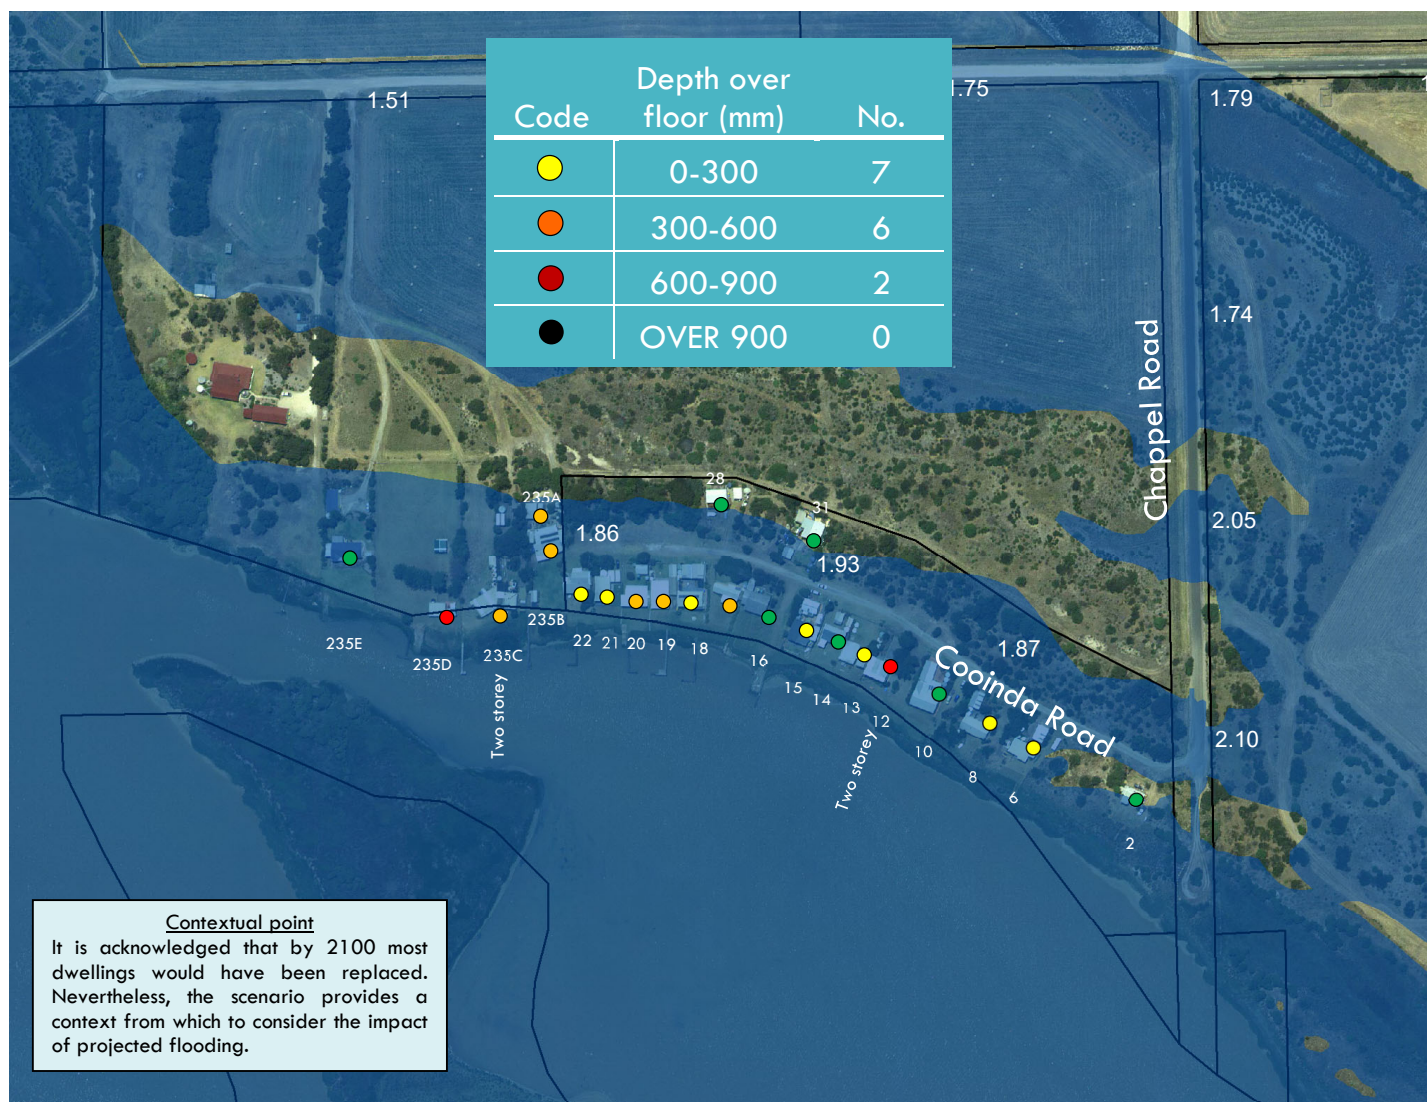 Depth over
Code floor (mm) No.
0-300 7
300-600 6
600-900 2
OVER 900 0
1.51
1.75
1.79
1.74
Chappel Road
2.05
28
31
235A
1.86
1.93
235E
235D
235C
235B
22
21
20
19
18
16
15
14
13
12
10
8
6
2
Two storey
Two storey
1.87
Cooinda Road
2.10
Contextual point
It is acknowledged that by 2100 most
dwellings would have been replaced.
Nevertheless, the scenario provides a
context from which to consider the impact
of projected flooding.